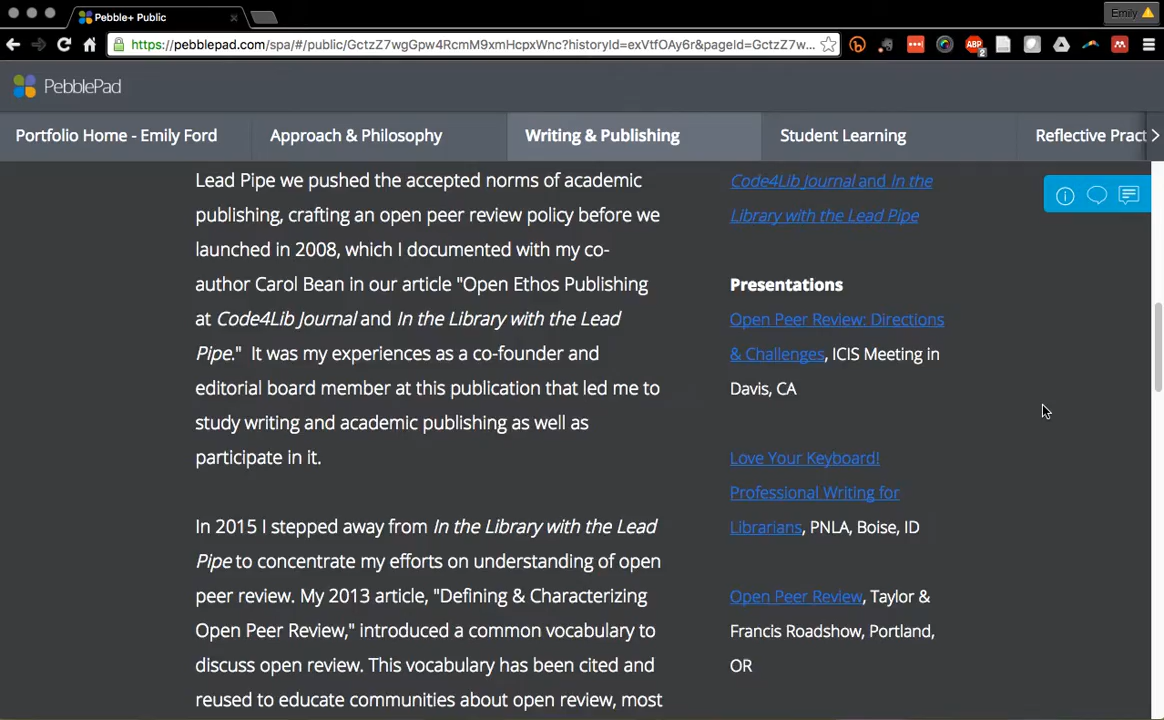 Pebble+ Public
Emily
https://pebblepad.com/spa/#/public/GctzZ7wgGpw4RcmM9xmHcpxWnc?historyId=exVtfOAy6r&pageId=GctzZ7w...
ABP
2
PebblePad
Portfolio Home - Emily Ford
Approach & Philosophy
Writing & Publishing
Student Learning
Reflective Pract
Lead Pipe we pushed the accepted norms of academic
publishing, crafting an open peer review policy before we
launched in 2008, which I documented with my co-
author Carol Bean in our article "Open Ethos Publishing
at Code4Lib Journal and In the Library with the Lead
Pipe."  It was my experiences as a co-founder and
editorial board member at this publication that led me to
study writing and academic publishing as well as
participate in it.
In 2015 I stepped away from In the Library with the Lead
Pipe to concentrate my efforts on understanding of open
peer review. My 2013 article, "Defining & Characterizing
Open Peer Review," introduced a common vocabulary to
discuss open review. This vocabulary has been cited and
reused to educate communities about open review, most
Code4Lib Journal and In the
Library with the Lead Pipe
Presentations
Open Peer Review: Directions
& Challenges, ICIS Meeting in
Davis, CA
Love Your Keyboard!
Professional Writing for
Librarians, PNLA, Boise, ID
Open Peer Review, Taylor &
Francis Roadshow, Portland,
OR